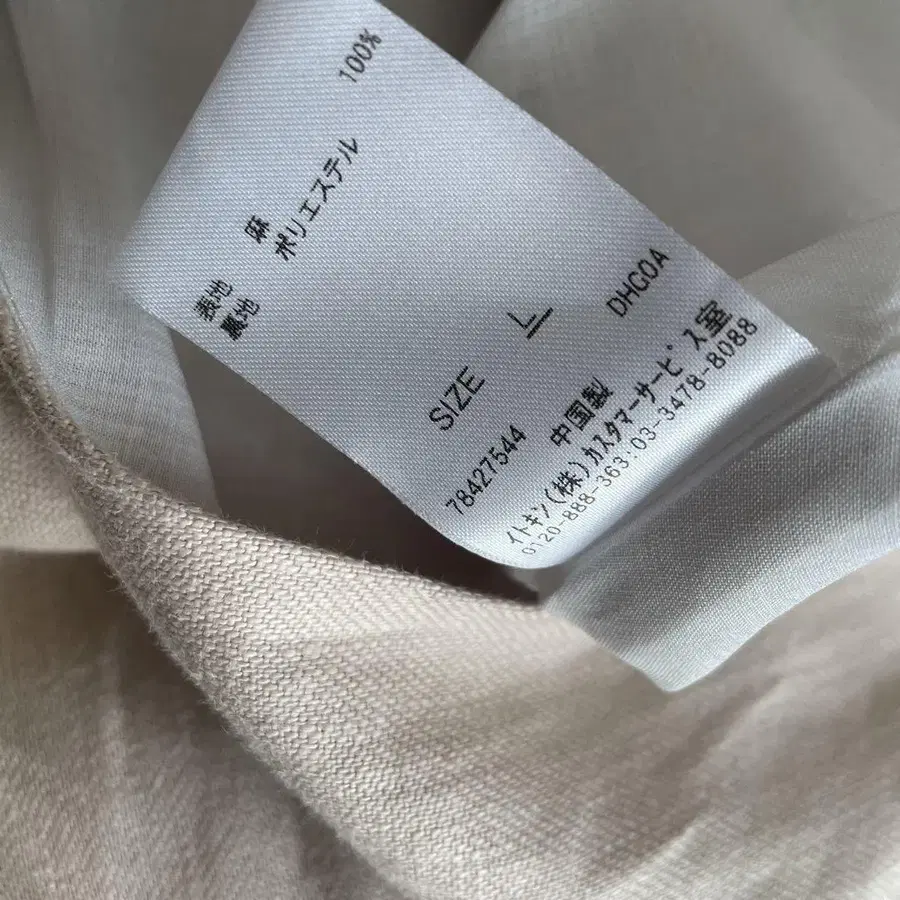 表地 麻 100%
裏地 ポリエステル
SIZE L
78427544 DHG0A
中国製
イトキン(株)カスタマーサービス室
0120-888-363:03-3478-8088